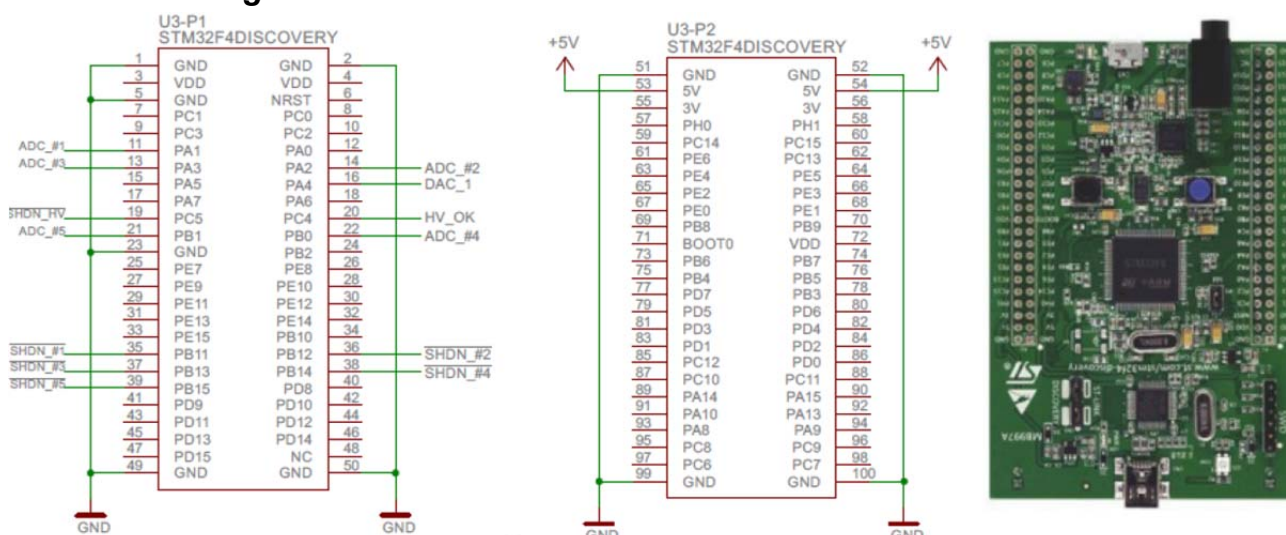 g
U3-P1
STM32F4DISCOVERY
1 GND GND 2
3 VDD VDD 4
5 GND NRST 6
7 PC1 PC0 8
9 PC3 PC2 10
ADC_#1 11 PA1 PA0 12
ADC_#3 13 PA3 PA2 14 ADC_#2
15 PA5 PA4 16 DAC_1
17 PA7 PA6 18
SHDN_HV 19 PC5 PC4 20 HV_OK
ADC_#5 21 PB1 PB0 22 ADC_#4
23 GND PB2 24
25 PE7 PE8 26
27 PE9 PE10 28
29 PE11 PE12 30
31 PE13 PE14 32
33 PE15 PB10 34
SHDN_#1 35 PB11 PB12 36 SHDN_#2
SHDN_#3 37 PB13 PB14 38 SHDN_#4
SHDN_#5 39 PB15 PD8 40
41 PD9 PD10 42
43 PD11 PD12 44
45 PD13 PD14 46
47 PD15 NC 48
49 GND GND 50
GND GND
U3-P2
STM32F4DISCOVERY
+5V +5V
51 GND GND 52
53 5V 5V 54
55 3V 3V 56
57 PH0 PH1 58
59 PC14 PC15 60
61 PE6 PC13 62
63 PE4 PE5 64
65 PE2 PE3 66
67 PE0 PE1 68
69 PB8 PB9 70
71 BOOT0 VDD 72
73 PB6 PB7 74
75 PB4 PB5 76
77 PD7 PB3 78
79 PD5 PD6 80
81 PD3 PD4 82
83 PD1 PD2 84
85 PC12 PD0 86
87 PC10 PC11 88
89 PA14 PA15 90
91 PA10 PA13 92
93 PA8 PA9 94
95 PC8 PC9 96
97 PC6 PC7 98
99 GND GND 100
GND GND
www.st.com/stm32f4-discovery
ST-LINK
DISCOVERY
MB997A